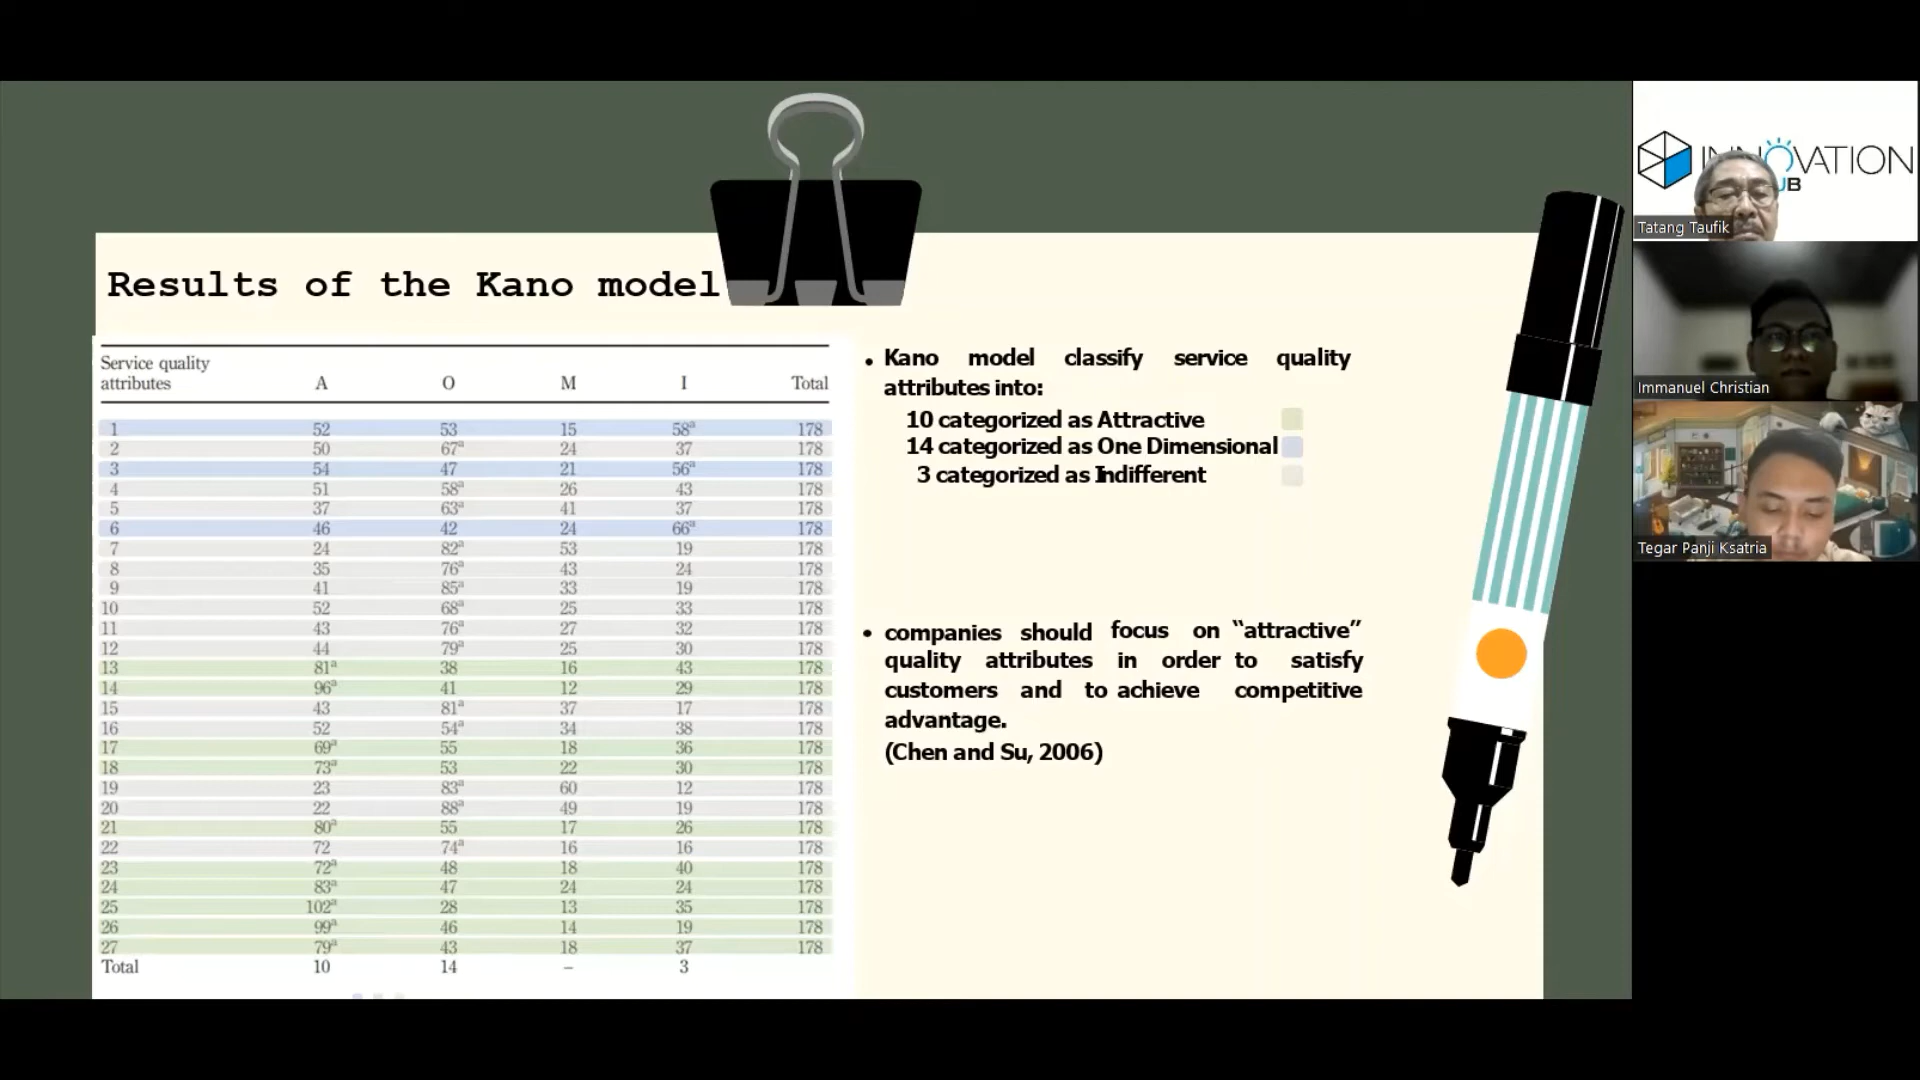 Results of the Kano model
Service quality
attributes A O M I Total
1 52 53 15 58ª 178
2 50 67ª 24 37 178
3 54 47 21 56ª 178
4 51 58ª 26 43 178
5 37 63ª 41 37 178
6 46 42 24 66ª 178
7 24 82ª 53 19 178
8 35 76ª 43 24 178
9 41 85ª 33 19 178
10 52 68ª 25 33 178
11 43 76ª 27 32 178
12 44 79ª 25 30 178
13 81ª 38 16 43 178
14 96ª 41 12 29 178
15 43 81ª 37 17 178
16 52 54ª 34 38 178
17 69ª 55 18 36 178
18 73ª 53 22 30 178
19 23 83ª 60 12 178
20 22 88ª 49 19 178
21 80ª 55 17 26 178
22 72 74ª 16 16 178
23 72ª 48 18 40 178
24 83ª 47 24 24 178
25 102ª 28 13 35 178
26 99ª 46 14 19 178
27 79ª 43 18 37 178
Total 10 14 – 3
• Kano model classify service quality
attributes into:
10 categorized as Attractive
14 categorized as One Dimensional
3 categorized as Indifferent
• companies should focus on “attractive”
quality attributes in order to satisfy
customers and to achieve competitive
advantage.
(Chen and Su, 2006)
INNOVATION
Tatang Taufik
Immanuel Christian
Tegar Panji Ksatria